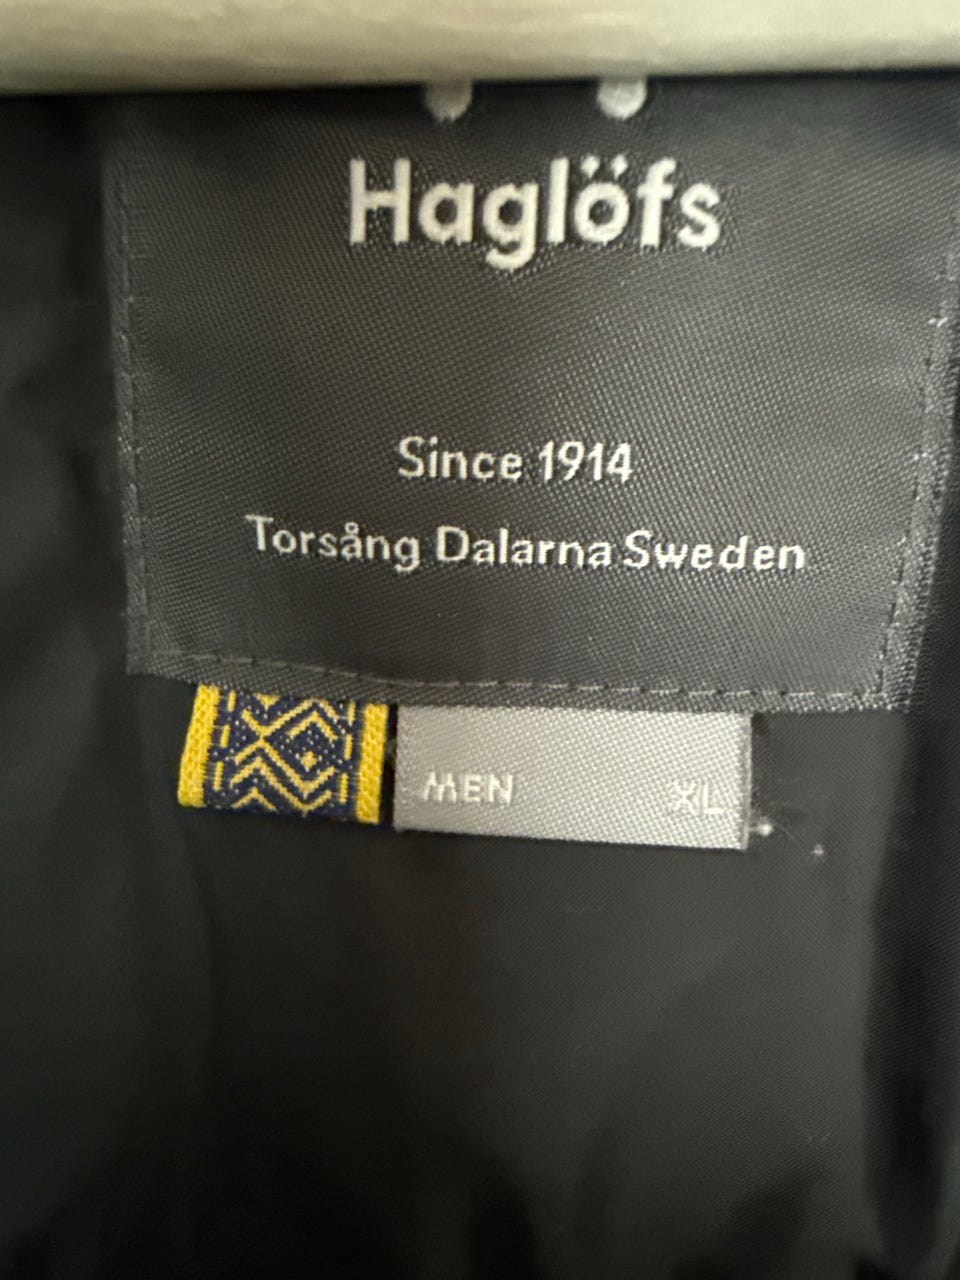 Haglöfs
Since 1914
Torsång Dalarna Sweden
MEN XL